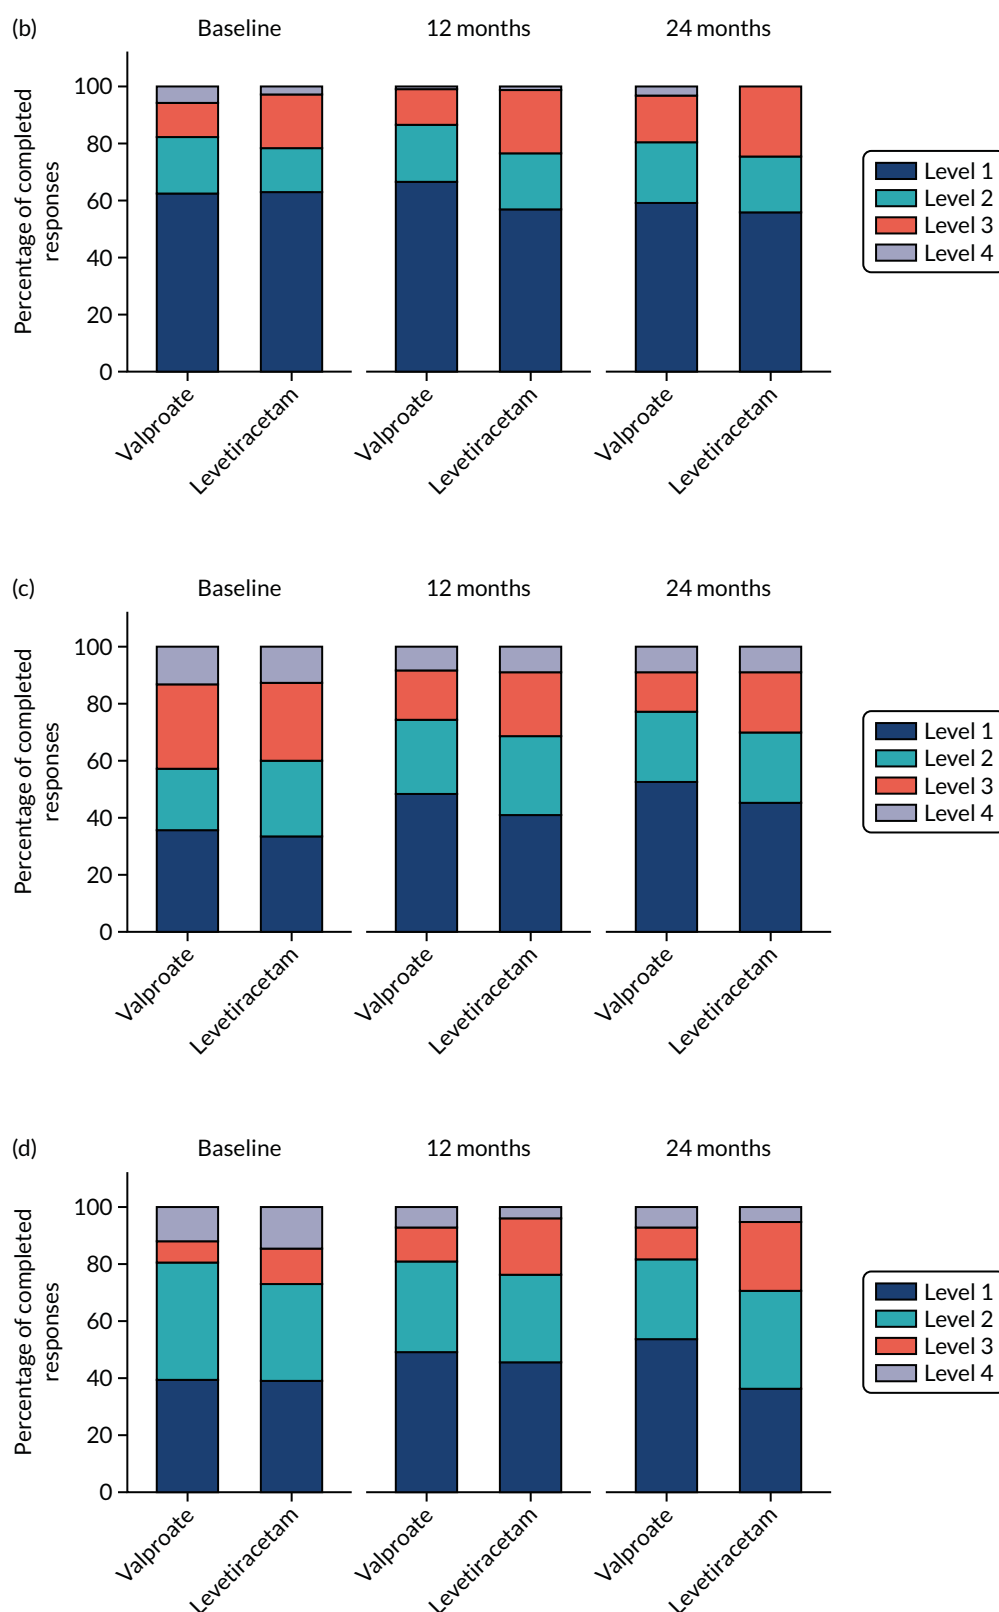 (b)
Baseline
12 months
24 months
Percentage of completed
responses
100
80
60
40
20
0
Valproate
Levetiracetam
Valproate
Levetiracetam
Valproate
Levetiracetam
Level 1
Level 2
Level 3
Level 4
(c)
Baseline
12 months
24 months
Percentage of completed
responses
100
80
60
40
20
0
Valproate
Levetiracetam
Valproate
Levetiracetam
Valproate
Levetiracetam
Level 1
Level 2
Level 3
Level 4
(d)
Baseline
12 months
24 months
Percentage of completed
responses
100
80
60
40
20
0
Valproate
Levetiracetam
Valproate
Levetiracetam
Valproate
Levetiracetam
Level 1
Level 2
Level 3
Level 4